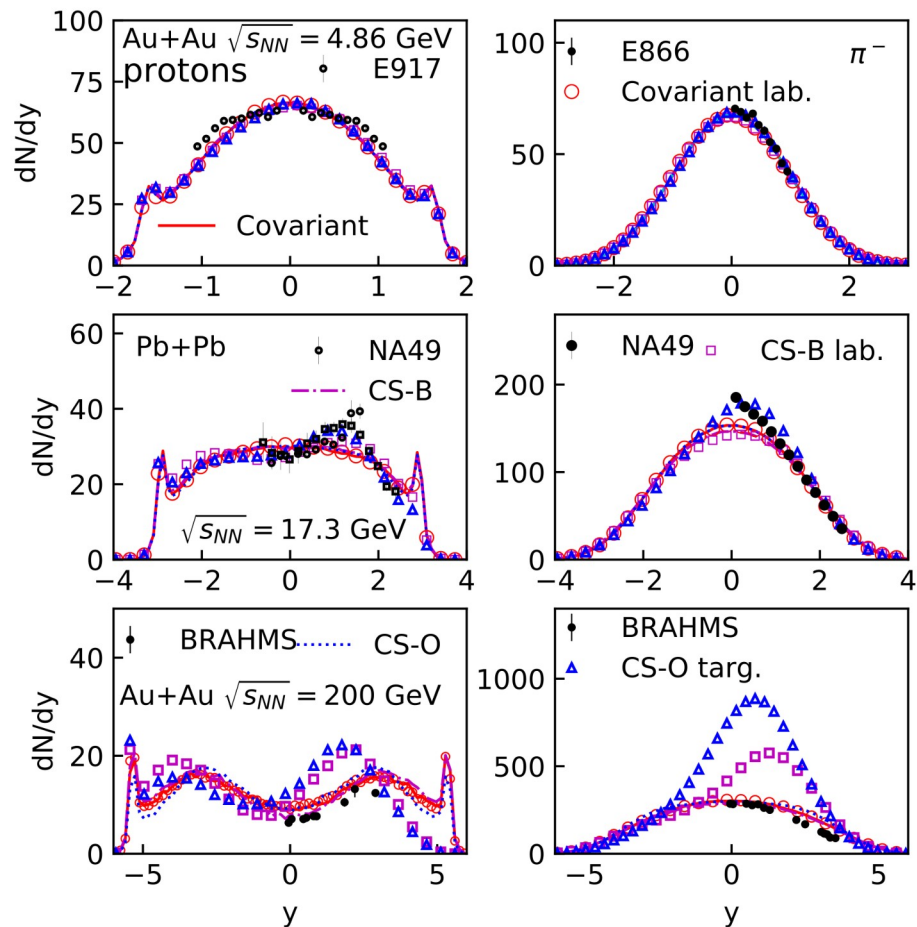 100
75
50
25
0
dN/dy
Au+Au √sNN = 4.86 GeV
protons
E917
Covariant
−2 −1 0 1 2
100
50
0
E866
π−
Covariant lab.
−2 0 2
60
40
20
0
dN/dy
Pb+Pb
NA49
CS-B
√sNN = 17.3 GeV
−4 −2 0 2 4
200
100
0
NA49
CS-B lab.
−4 −2 0 2 4
40
20
0
dN/dy
BRAHMS
CS-O
Au+Au √sNN = 200 GeV
−5 0 5
y
1000
500
0
BRAHMS
CS-O targ.
−5 0 5
y